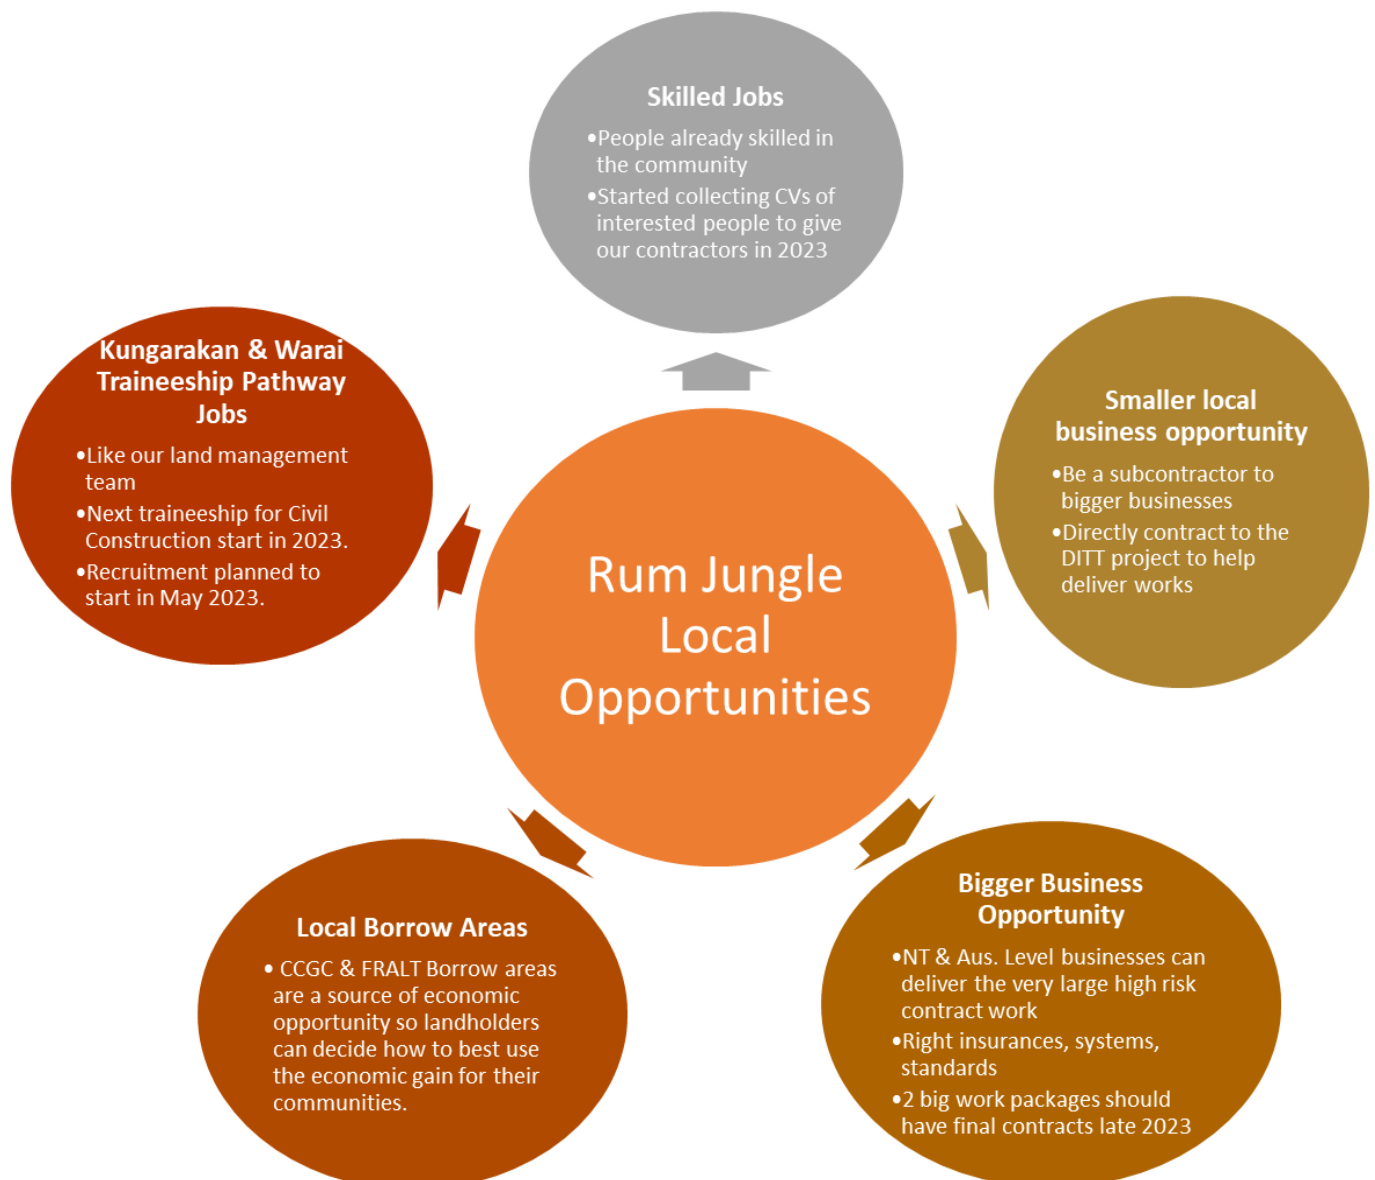 Skilled Jobs
•People already skilled in
the community
•Started collecting CVs of
interested people to give
our contractors in 2023
Kungarakan & Warai
Traineeship Pathway
Jobs
•Like our land management
team
•Next traineeship for Civil
Construction start in 2023.
•Recruitment planned to
start in May 2023.
Smaller local
business opportunity
•Be a subcontractor to
bigger businesses
•Directly contract to the
DITT project to help
deliver works
Rum Jungle
Local
Opportunities
Local Borrow Areas
• CCGC & FRALT Borrow areas
are a source of economic
opportunity so landholders
can decide how to best use
the economic gain for their
communities.
Bigger Business
Opportunity
•NT & Aus. Level businesses can
deliver the very large high risk
contract work
•Right insurances, systems,
standards
•2 big work packages should
have final contracts late 2023